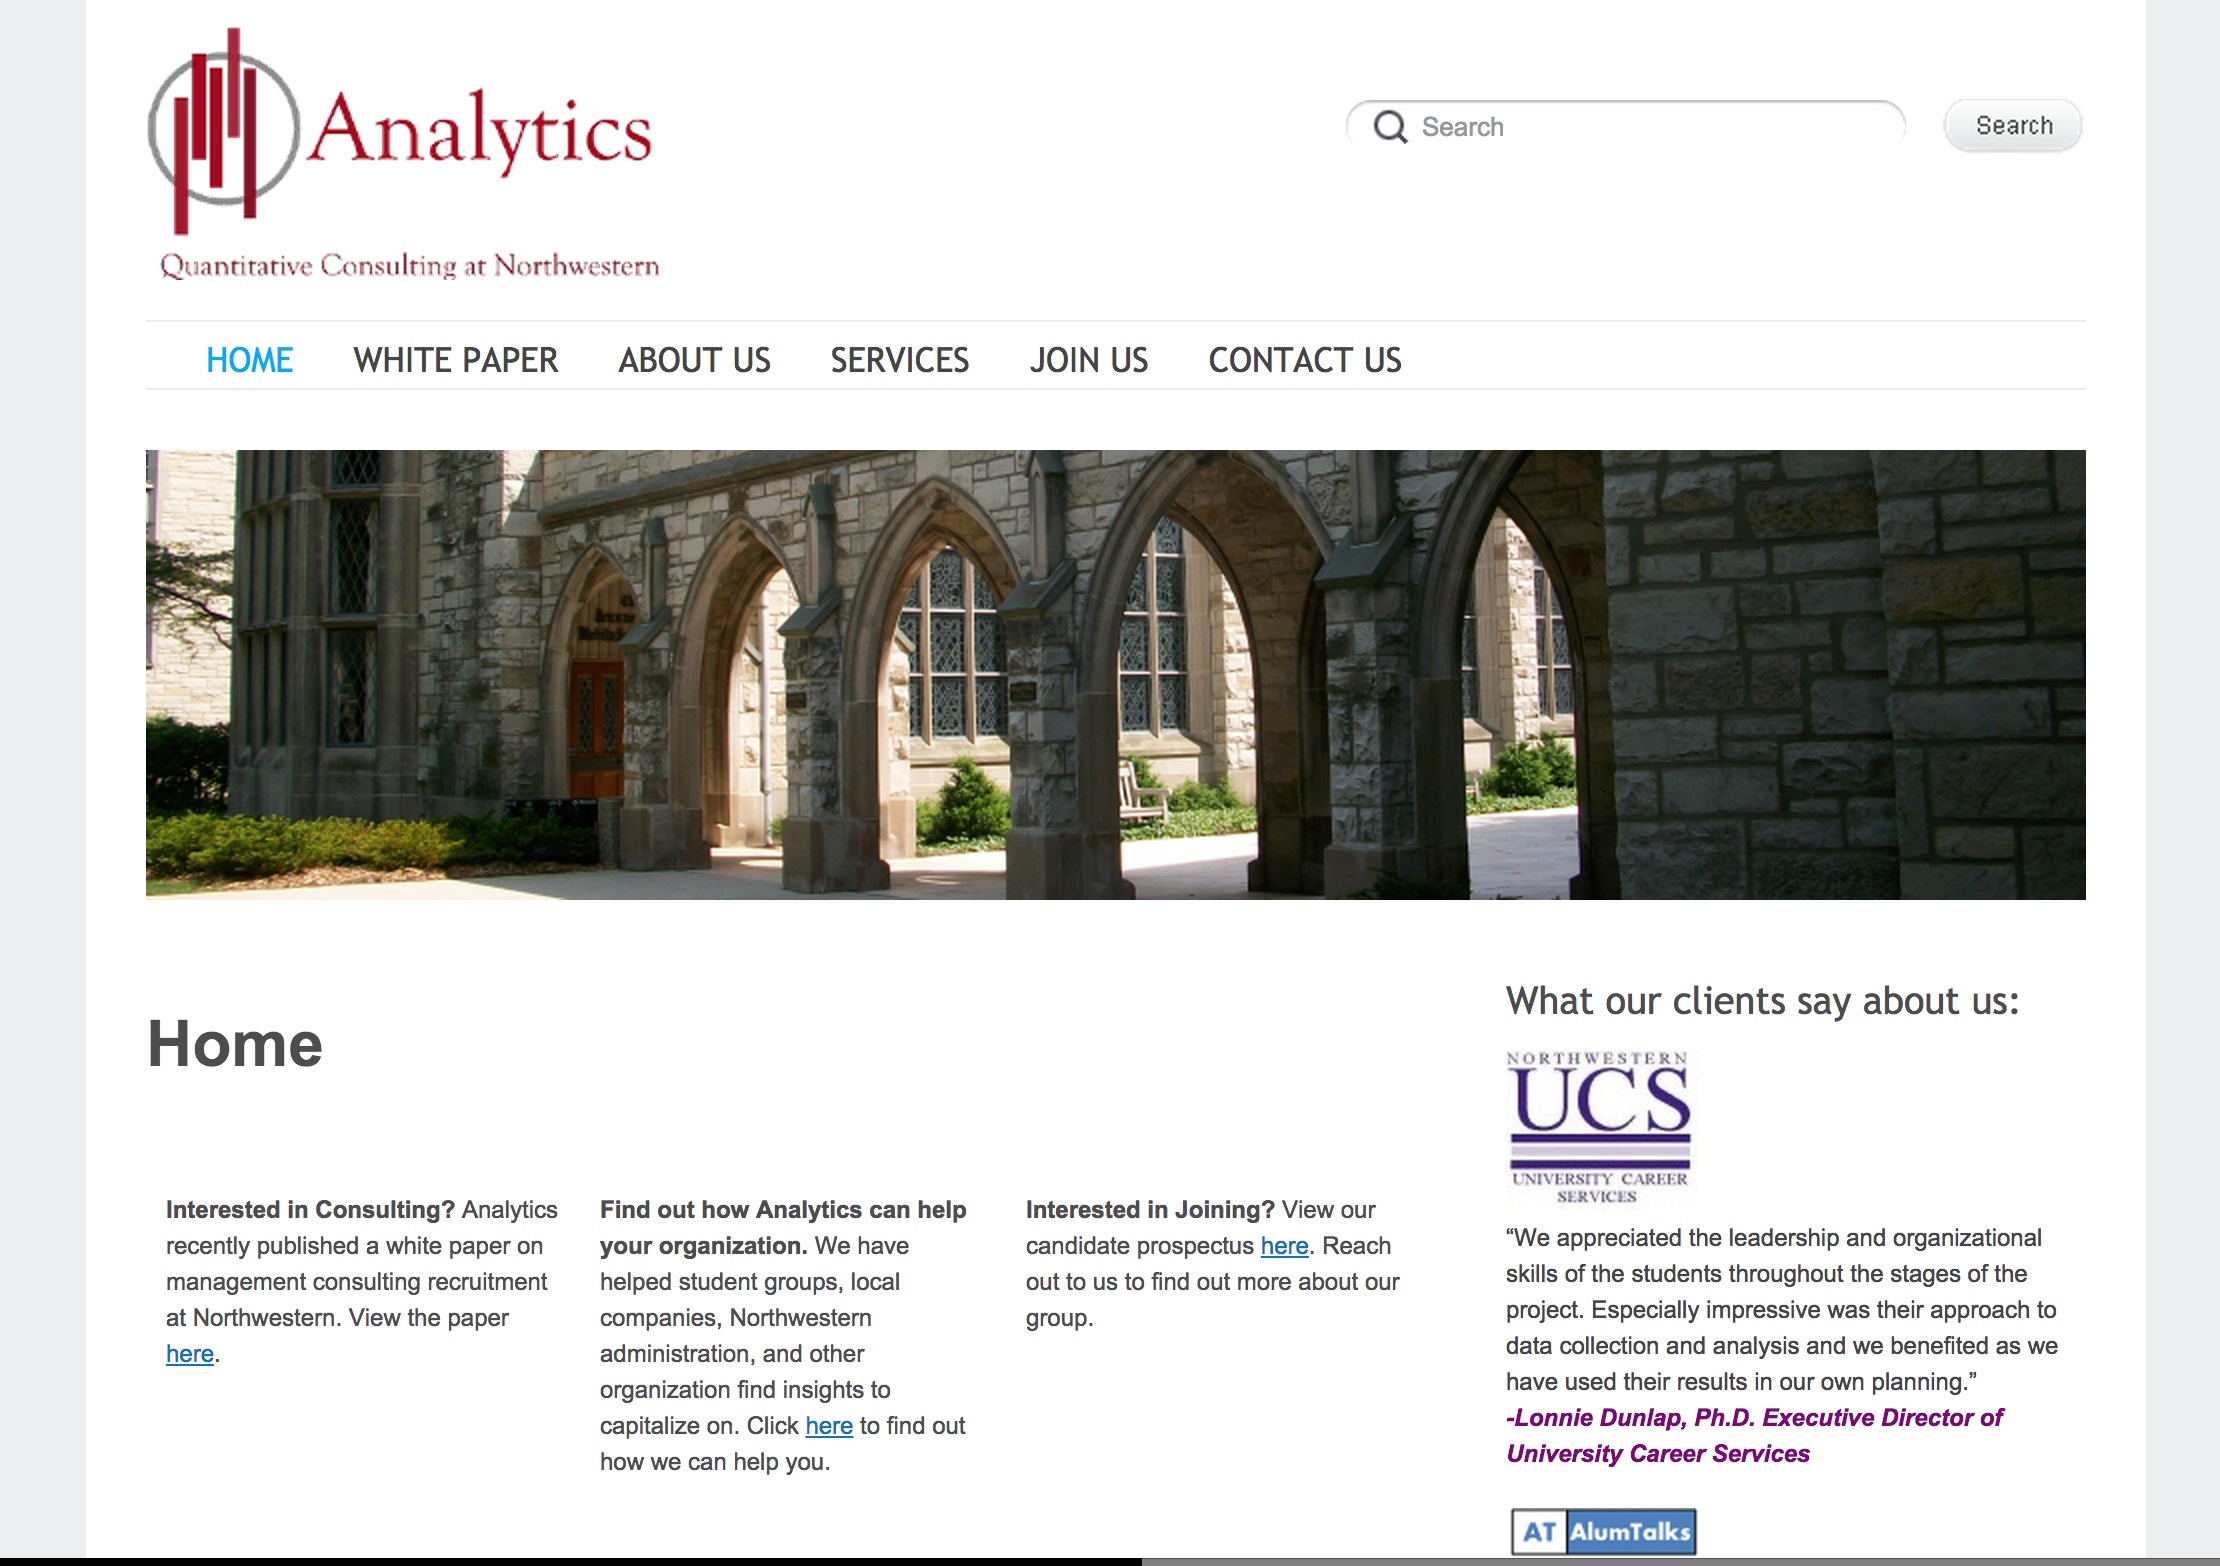 Analytics
Quantitative Consulting at Northwestern
Search
Search
HOME
WHITE PAPER
ABOUT US
SERVICES
JOIN US
CONTACT US
Home
Interested in Consulting? Analytics
recently published a white paper on
management consulting recruitment
at Northwestern. View the paper
here.
Find out how Analytics can help
your organization. We have
helped student groups, local
companies, Northwestern
administration, and other
organization find insights to
capitalize on. Click here to find out
how we can help you.
Interested in Joining? View our
candidate prospectus here. Reach
out to us to find out more about our
group.
What our clients say about us:
NORTHWESTERN
UCS
UNIVERSITY CAREER
SERVICES
“We appreciated the leadership and organizational
skills of the students throughout the stages of the
project. Especially impressive was their approach to
data collection and analysis and we benefited as we
have used their results in our own planning.”
-Lonnie Dunlap, Ph.D. Executive Director of
University Career Services
AT AlumTalks